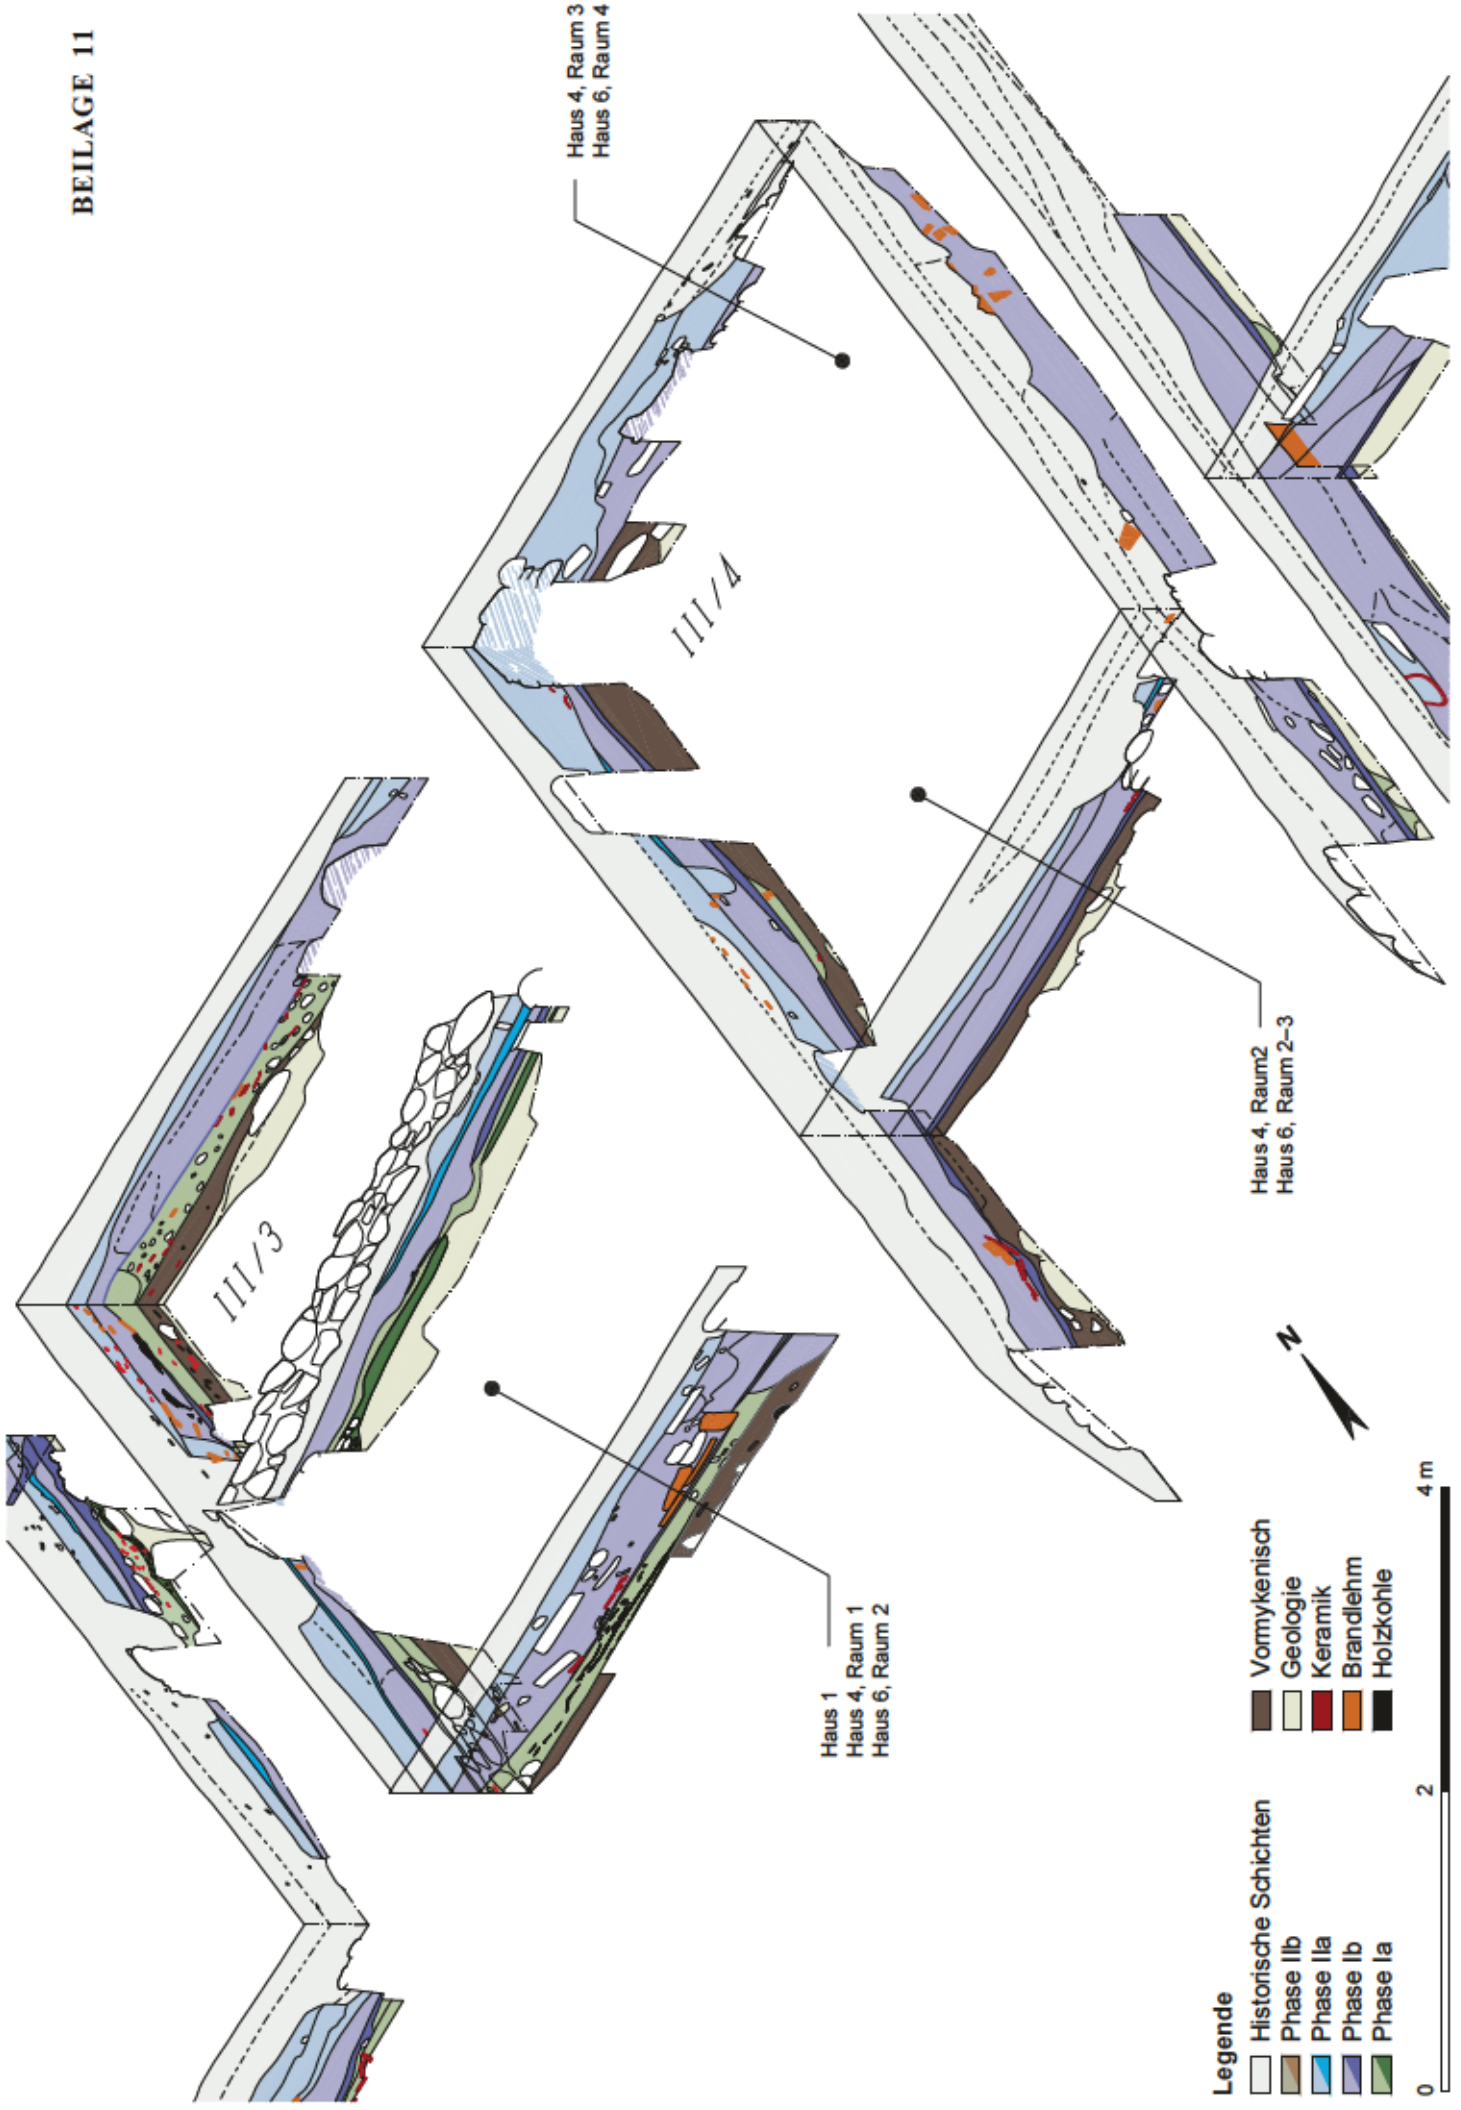 BEILAGE 11
Haus 4, Raum 3
Haus 6, Raum 4
III/4
III/3
Haus 4, Raum2
Haus 6, Raum 2–3
Haus 1
Haus 4, Raum 1
Haus 6, Raum 2
N
Legende
Historische Schichten
Phase IIb
Phase IIa
Phase Ib
Phase Ia
Vormykenisch
Geologie
Keramik
Brandlehm
Holzkohle
0 2 4 m